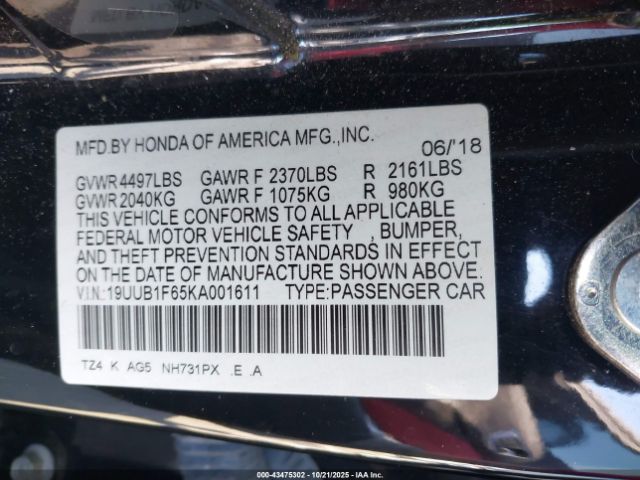 MFD.BY HONDA OF AMERICA MFG.,INC. 06/'18
GVWR 4497LBS GAWR F 2370LBS R 2161LBS
GVWR 2040KG GAWR F 1075KG R 980KG
THIS VEHICLE CONFORMS TO ALL APPLICABLE
FEDERAL MOTOR VEHICLE SAFETY , BUMPER,
AND THEFT PREVENTION STANDARDS IN EFFECT
ON THE DATE OF MANUFACTURE SHOWN ABOVE.
V.I.N.:19UUB1F65KA001611 TYPE:PASSENGER CAR
TZ4 K AG5 NH731PX .E .A
000-43475302 - 10/21/2025 - IAA Inc.